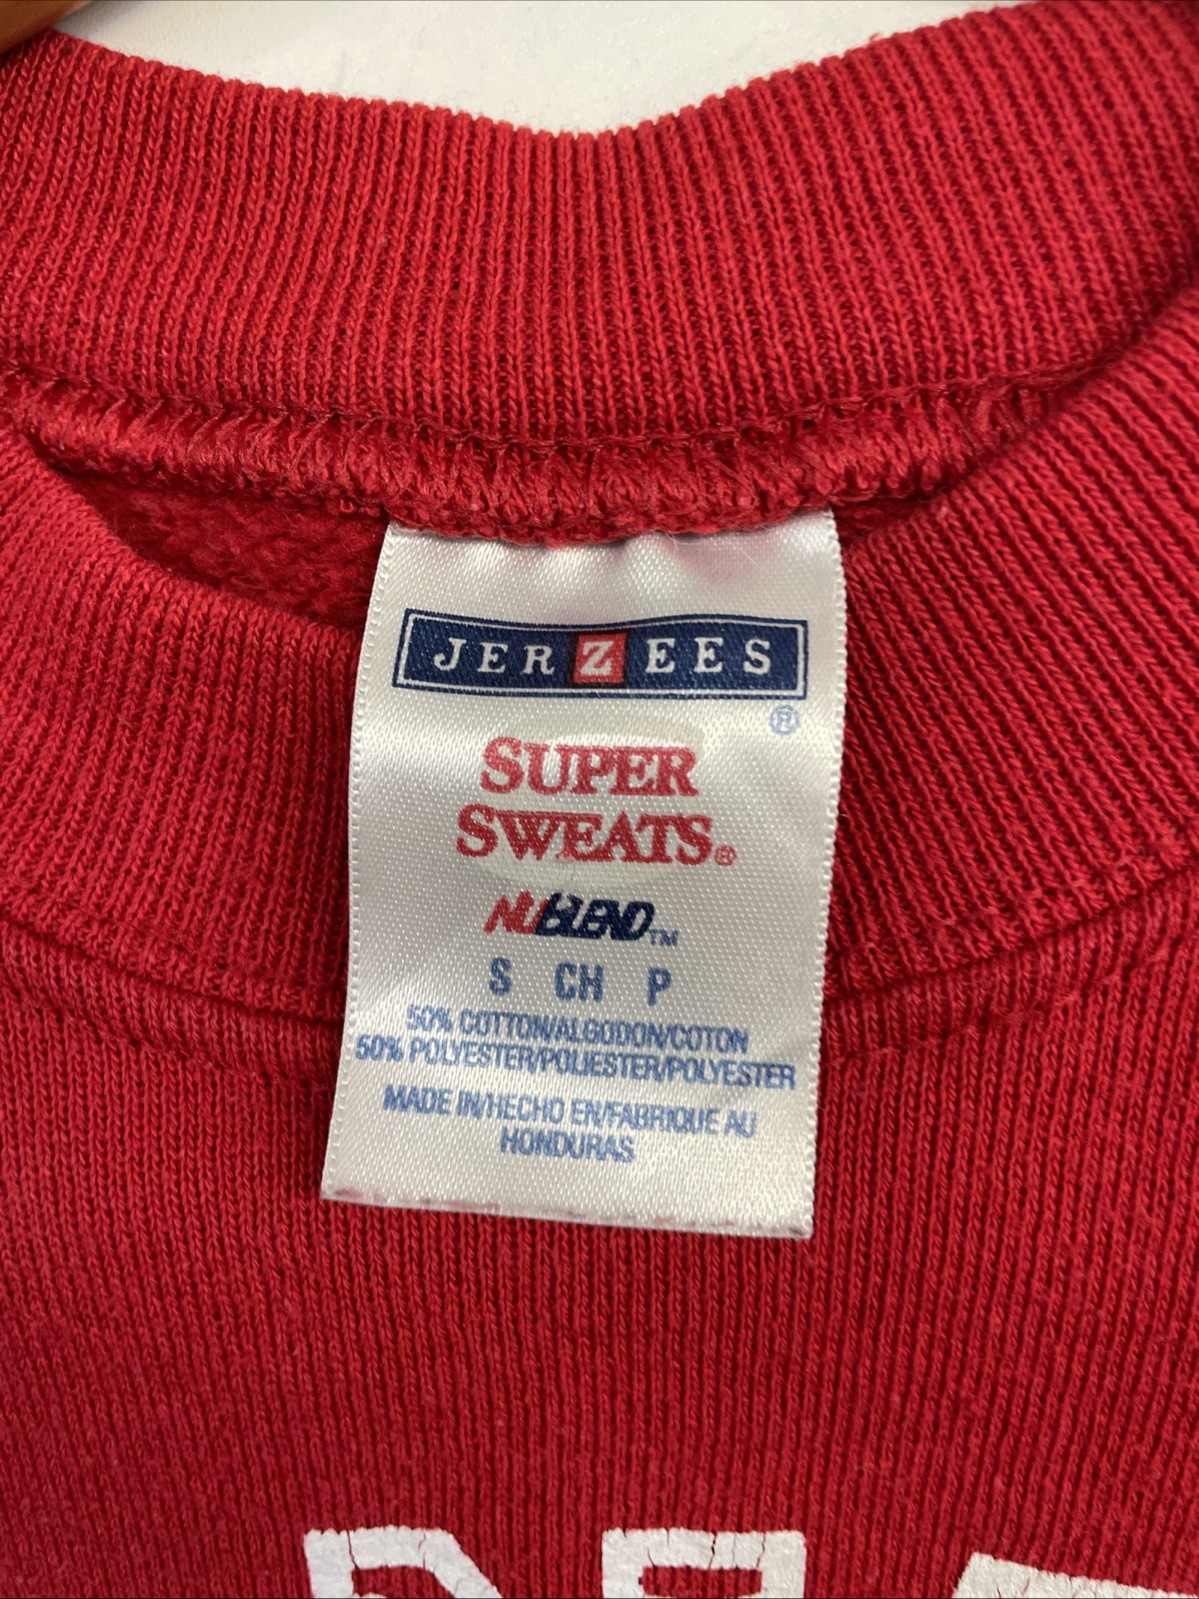 JERZEES
®
SUPER
SWEATS®
NUBLEND™
S CH P
50% COTTON/ALGODON/COTON
50% POLYESTER/POLIESTER/POLYESTER
MADE IN/HECHO EN/FABRIQUE AU
HONDURAS